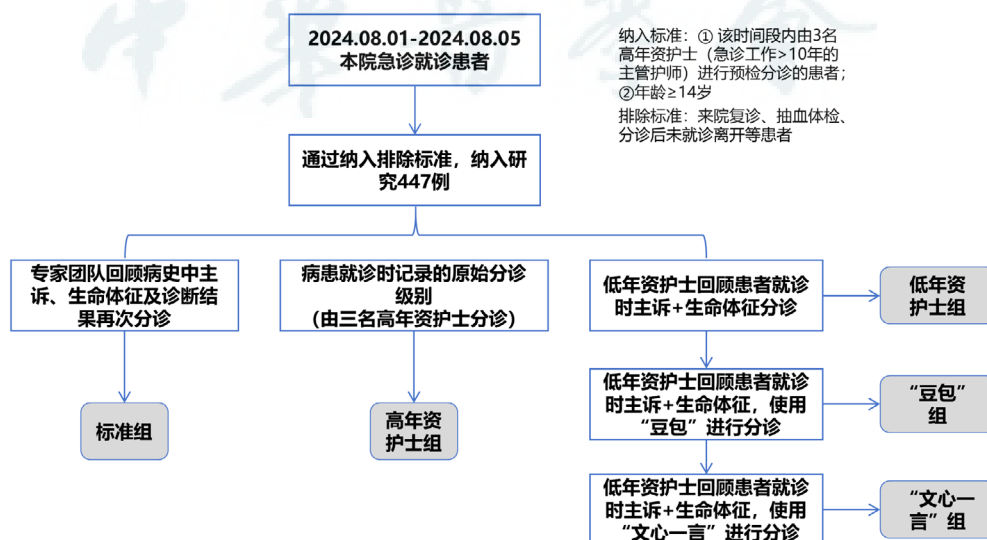 2024.08.01-2024.08.05
本院急诊就诊患者
纳入标准：① 该时间段内由3名
高年资护士（急诊工作>10年的
主管护师）进行预检分诊的患者；
②年龄≥14岁
排除标准：来院复诊、抽血体检、
分诊后未就诊离开等患者
通过纳入排除标准，纳入研
究447例
专家团队回顾病史中主
诉、生命体征及诊断结
果再次分诊
病患就诊时记录的原始分诊
级别
（由三名高年资护士分诊）
低年资护士回顾患者就诊
时主诉+生命体征分诊
低年资
护士组
低年资护士回顾患者就诊
时主诉+生命体征，使用
“豆包”进行分诊
“豆包”
组
标准组
高年资
护士组
低年资护士回顾患者就诊
时主诉+生命体征，使用
“文心一言”进行分诊
“文心一
言”组